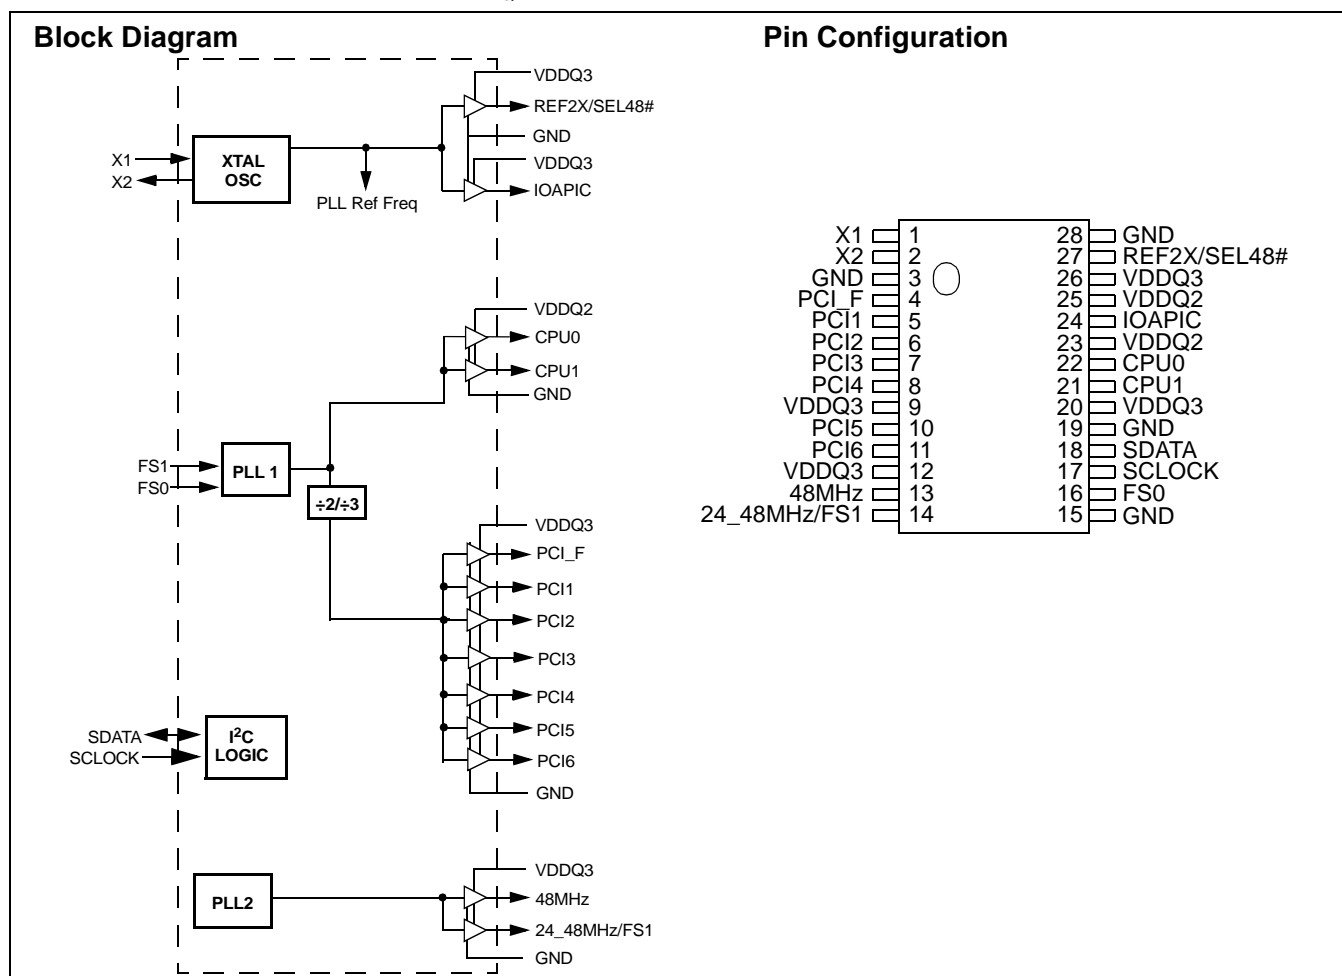 Block Diagram
VDDQ3
REF2X/SEL48#
GND
VDDQ3
IOAPIC
X1
X2
XTAL
OSC
PLL Ref Freq
VDDQ2
CPU0
CPU1
GND
FS1
FS0
PLL 1
÷2/÷3
VDDQ3
PCI_F
PCI1
PCI2
PCI3
PCI4
PCI5
PCI6
GND
SDATA
SCLOCK
I2C
LOGIC
VDDQ3
48MHz
24_48MHz/FS1
GND
PLL2
Pin Configuration
X1 1 28 GND
X2 2 27 REF2X/SEL48#
GND 3 26 VDDQ3
PCI_F 4 25 VDDQ2
PCI1 5 24 IOAPIC
PCI2 6 23 VDDQ2
PCI3 7 22 CPU0
PCI4 8 21 CPU1
VDDQ3 9 20 VDDQ3
PCI5 10 19 GND
PCI6 11 18 SDATA
VDDQ3 12 17 SCLOCK
48MHz 13 16 FS0
24_48MHz/FS1 14 15 GND